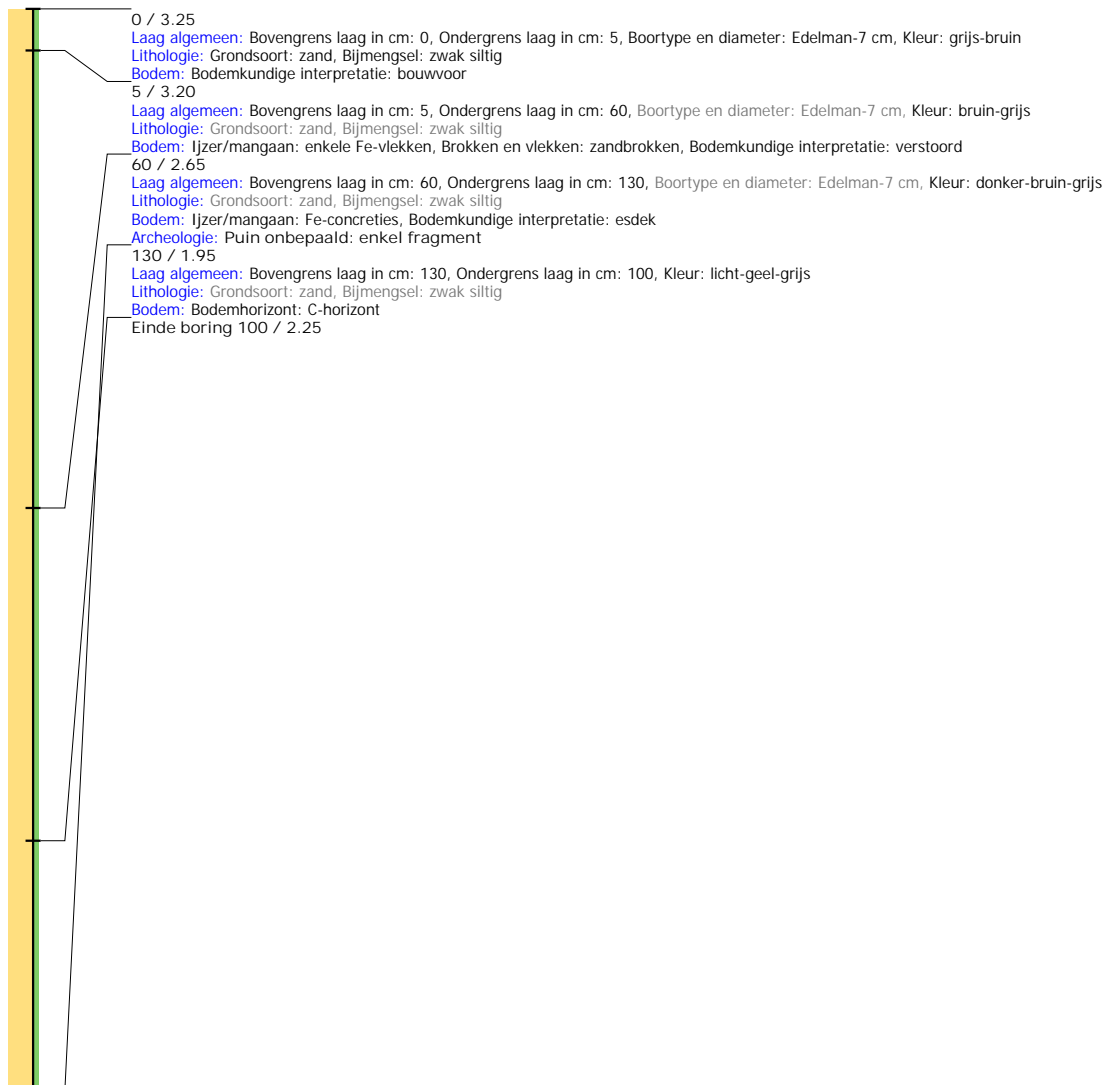 0 / 3.25
Laag algemeen: Bovengrens laag in cm: 0, Ondergrens laag in cm: 5, Boortype en diameter: Edelman-7 cm, Kleur: grijs-bruin
Lithologie: Grondsoort: zand, Bijmengsel: zwak siltig
Bodem: Bodemkundige interpretatie: bouwvoor
5 / 3.20
Laag algemeen: Bovengrens laag in cm: 5, Ondergrens laag in cm: 60, Boortype en diameter: Edelman-7 cm, Kleur: bruin-grijs
Lithologie: Grondsoort: zand, Bijmengsel: zwak siltig
Bodem: Ijzer/mangaan: enkele Fe-vlekken, Brokken en vlekken: zandbrokken, Bodemkundige interpretatie: verstoord
60 / 2.65
Laag algemeen: Bovengrens laag in cm: 60, Ondergrens laag in cm: 130, Boortype en diameter: Edelman-7 cm, Kleur: donker-bruin-grijs
Lithologie: Grondsoort: zand, Bijmengsel: zwak siltig
Bodem: Ijzer/mangaan: Fe-concreties, Bodemkundige interpretatie: esdek
Archeologie: Puin onbepaald: enkel fragment
130 / 1.95
Laag algemeen: Bovengrens laag in cm: 130, Ondergrens laag in cm: 100, Kleur: licht-geel-grijs
Lithologie: Grondsoort: zand, Bijmengsel: zwak siltig
Bodem: Bodemhorizont: C-horizont
Einde boring 100 / 2.25